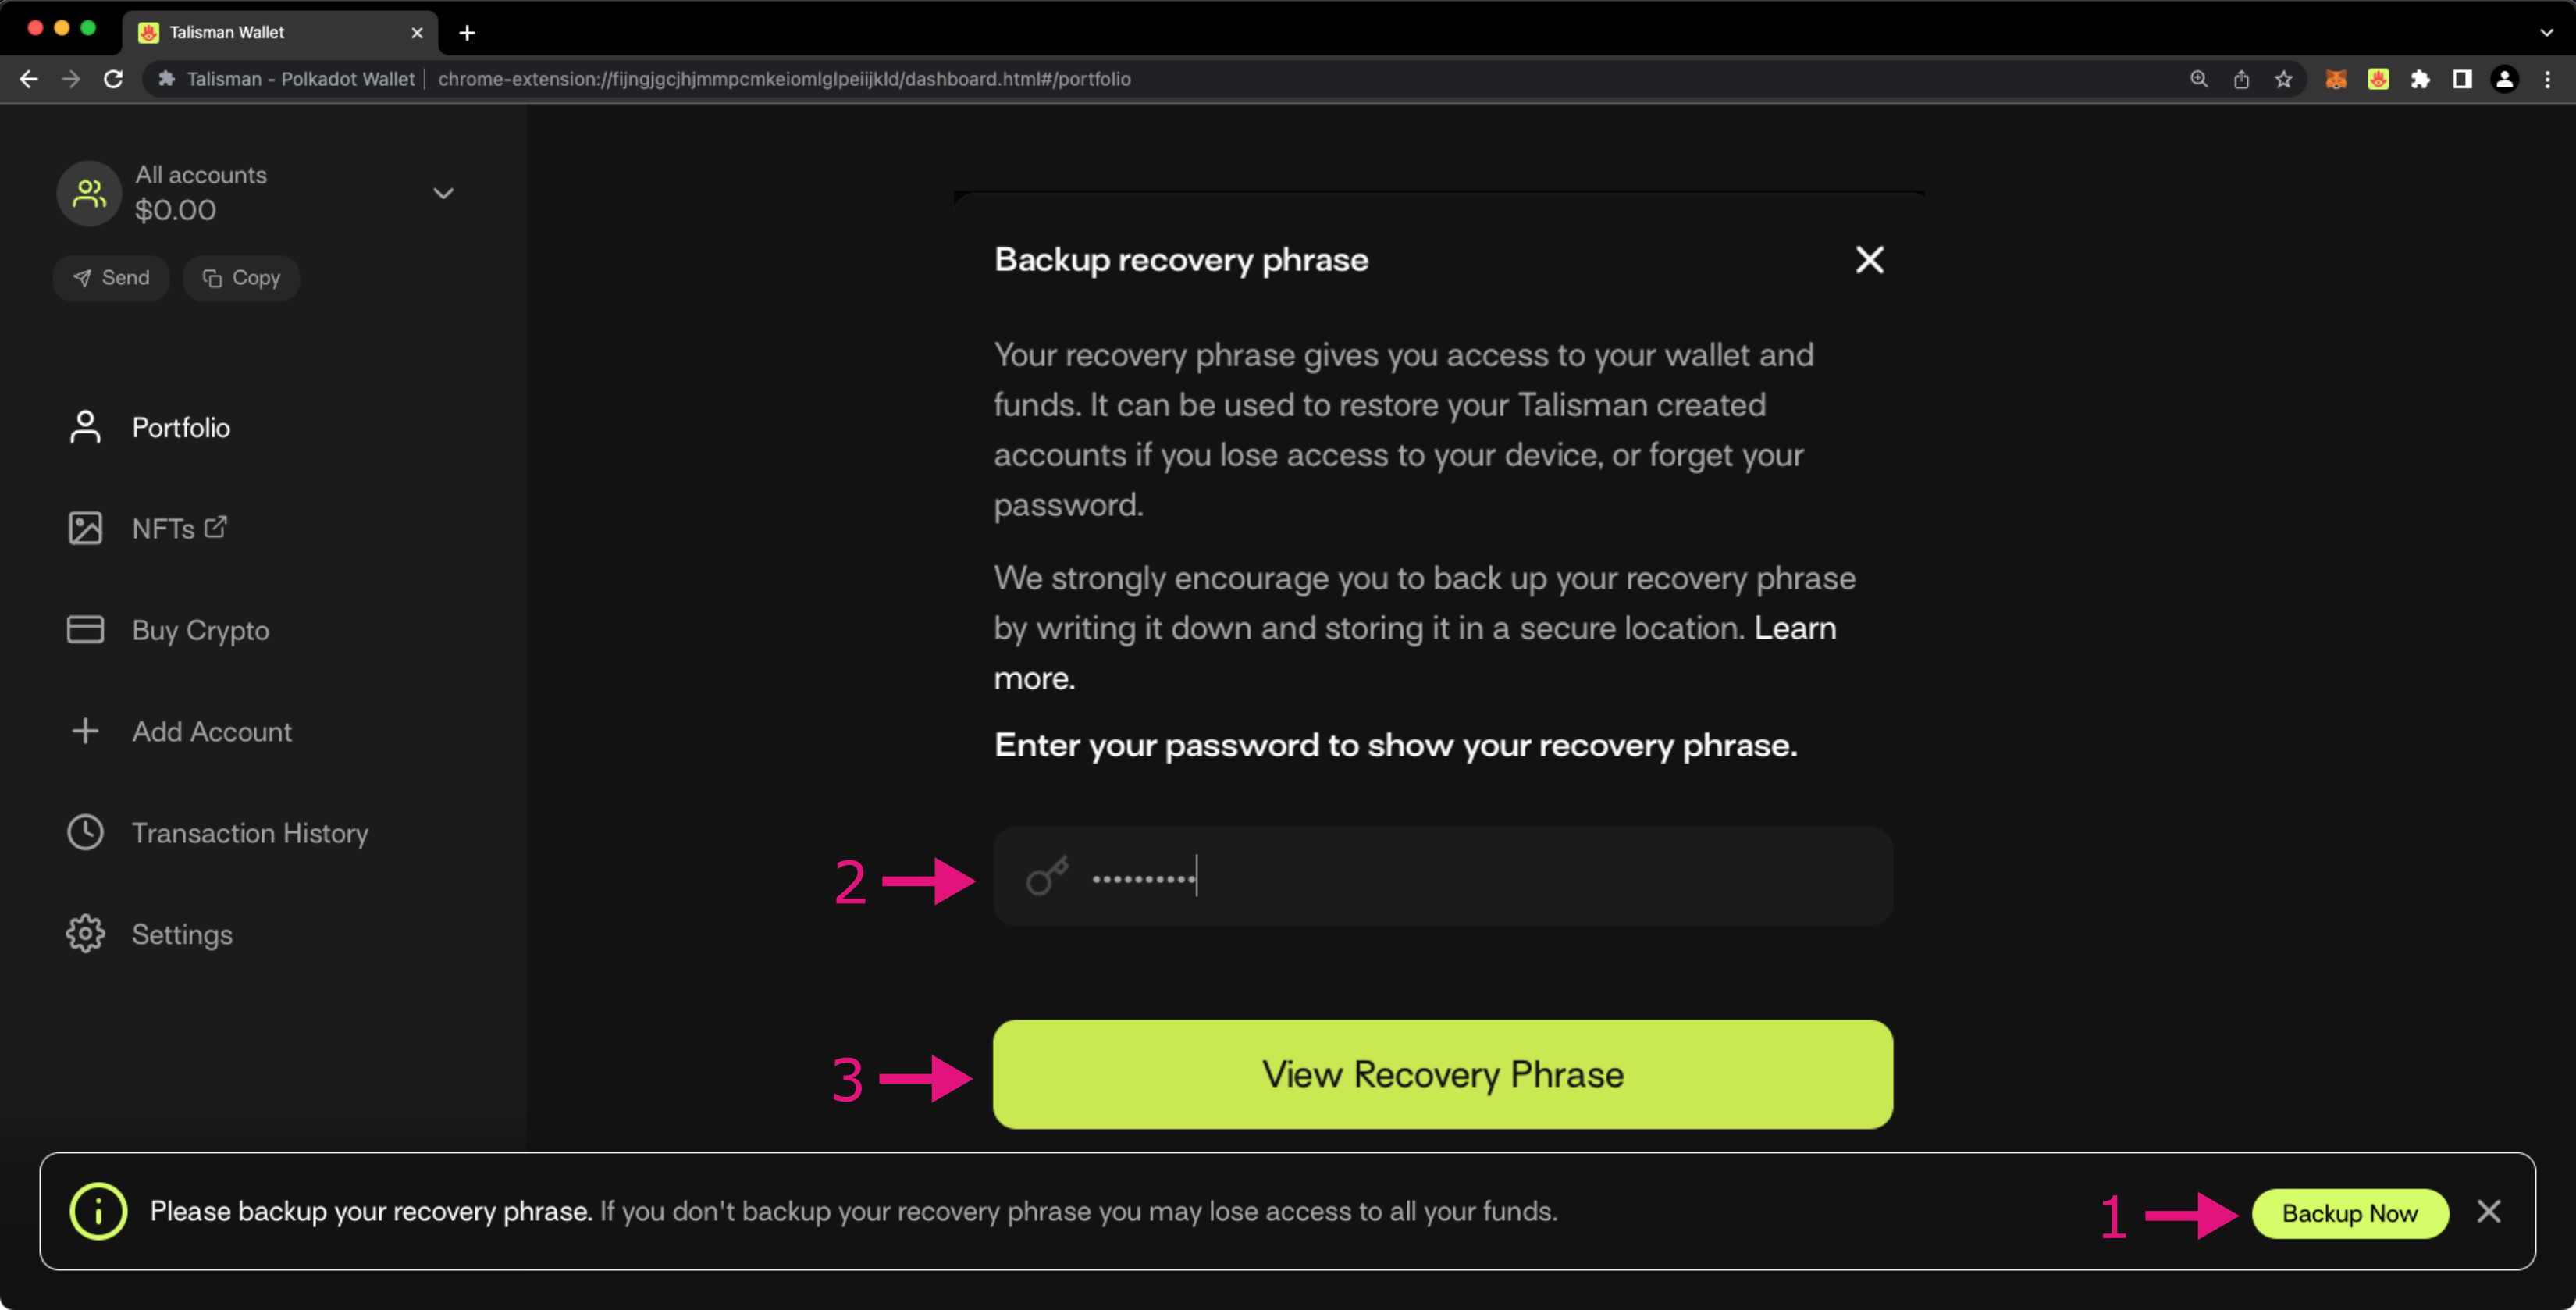 Talisman Wallet
Talisman - Polkadot Wallet | chrome-extension://fijngjgcjhjmmpcmkeiomlglpeiijkld/dashboard.html#/portfolio
All accounts
$0.00
Send
Copy
Portfolio
NFTs
Buy Crypto
Add Account
Transaction History
Settings
Backup recovery phrase
Your recovery phrase gives you access to your wallet and
funds. It can be used to restore your Talisman created
accounts if you lose access to your device, or forget your
password.
We strongly encourage you to back up your recovery phrase
by writing it down and storing it in a secure location. Learn
more.
Enter your password to show your recovery phrase.
2
3
View Recovery Phrase
Please backup your recovery phrase. If you don't backup your recovery phrase you may lose access to all your funds.
1
Backup Now